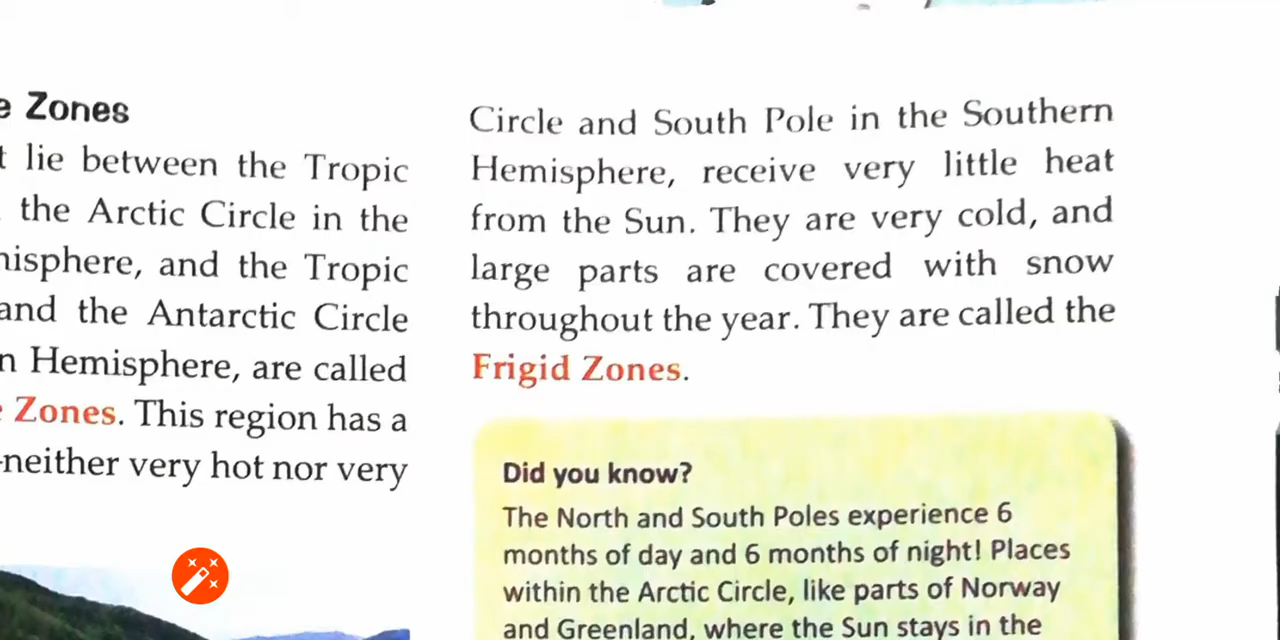 Zones
lie between the Tropic
the Arctic Circle in the
and the Tropic
and the Antarctic Circle
Hemisphere, are called
Zones. This region has a
neither very hot nor very
Circle and South Pole in the Southern
Hemisphere, receive very little heat
from the Sun. They are very cold, and
large parts are covered with snow
throughout the year. They are called the
Frigid Zones.
Did you know?
The North and South Poles experience 6
months of day and 6 months of night! Places
within the Arctic Circle, like parts of Norway
and Greenland, where the Sun stays in the